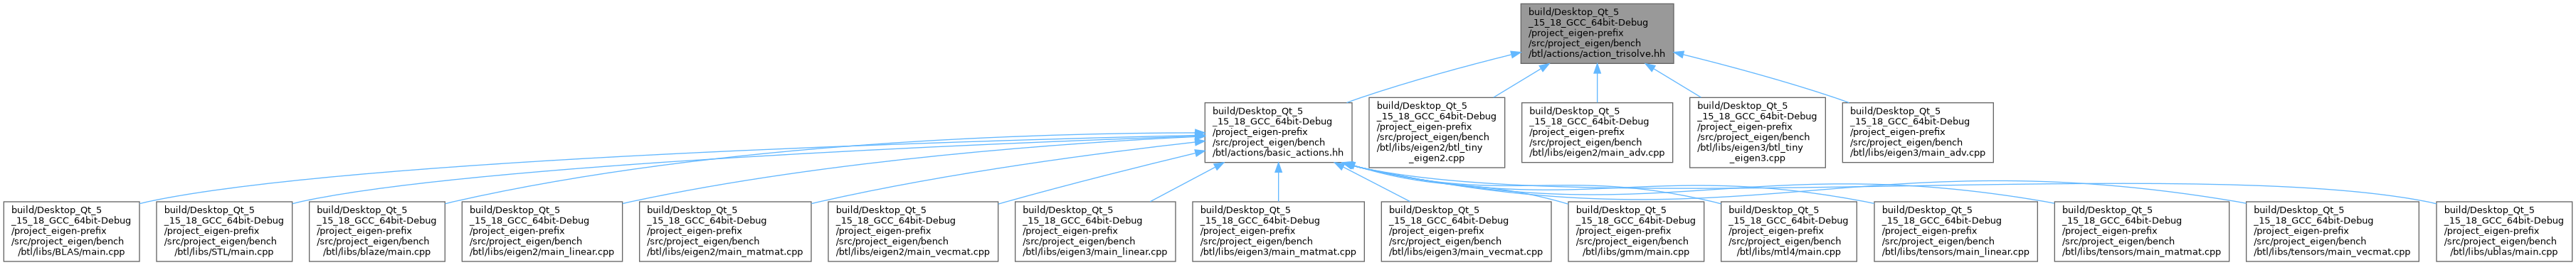 build/Desktop_Qt_5
_15_18_GCC_64bit-Debug
/project_eigen-prefix
/src/project_eigen/bench
/btl/actions/action_trisolve.hh
build/Desktop_Qt_5
_15_18_GCC_64bit-Debug
/project_eigen-prefix
/src/project_eigen/bench
/btl/actions/basic_actions.hh
build/Desktop_Qt_5
_15_18_GCC_64bit-Debug
/project_eigen-prefix
/src/project_eigen/bench
/btl/libs/eigen2/btl_tiny
_eigen2.cpp
build/Desktop_Qt_5
_15_18_GCC_64bit-Debug
/project_eigen-prefix
/src/project_eigen/bench
/btl/libs/eigen2/main_adv.cpp
build/Desktop_Qt_5
_15_18_GCC_64bit-Debug
/project_eigen-prefix
/src/project_eigen/bench
/btl/libs/eigen3/btl_tiny
_eigen3.cpp
build/Desktop_Qt_5
_15_18_GCC_64bit-Debug
/project_eigen-prefix
/src/project_eigen/bench
/btl/libs/eigen3/main_adv.cpp
build/Desktop_Qt_5
_15_18_GCC_64bit-Debug
/project_eigen-prefix
/src/project_eigen/bench
/btl/libs/BLAS/main.cpp
build/Desktop_Qt_5
_15_18_GCC_64bit-Debug
/project_eigen-prefix
/src/project_eigen/bench
/btl/libs/STL/main.cpp
build/Desktop_Qt_5
_15_18_GCC_64bit-Debug
/project_eigen-prefix
/src/project_eigen/bench
/btl/libs/blaze/main.cpp
build/Desktop_Qt_5
_15_18_GCC_64bit-Debug
/project_eigen-prefix
/src/project_eigen/bench
/btl/libs/eigen2/main_linear.cpp
build/Desktop_Qt_5
_15_18_GCC_64bit-Debug
/project_eigen-prefix
/src/project_eigen/bench
/btl/libs/eigen2/main_matmat.cpp
build/Desktop_Qt_5
_15_18_GCC_64bit-Debug
/project_eigen-prefix
/src/project_eigen/bench
/btl/libs/eigen2/main_vecmat.cpp
build/Desktop_Qt_5
_15_18_GCC_64bit-Debug
/project_eigen-prefix
/src/project_eigen/bench
/btl/libs/eigen3/main_linear.cpp
build/Desktop_Qt_5
_15_18_GCC_64bit-Debug
/project_eigen-prefix
/src/project_eigen/bench
/btl/libs/eigen3/main_matmat.cpp
build/Desktop_Qt_5
_15_18_GCC_64bit-Debug
/project_eigen-prefix
/src/project_eigen/bench
/btl/libs/eigen3/main_vecmat.cpp
build/Desktop_Qt_5
_15_18_GCC_64bit-Debug
/project_eigen-prefix
/src/project_eigen/bench
/btl/libs/gmm/main.cpp
build/Desktop_Qt_5
_15_18_GCC_64bit-Debug
/project_eigen-prefix
/src/project_eigen/bench
/btl/libs/mtl4/main.cpp
build/Desktop_Qt_5
_15_18_GCC_64bit-Debug
/project_eigen-prefix
/src/project_eigen/bench
/btl/libs/tensors/main_linear.cpp
build/Desktop_Qt_5
_15_18_GCC_64bit-Debug
/project_eigen-prefix
/src/project_eigen/bench
/btl/libs/tensors/main_matmat.cpp
build/Desktop_Qt_5
_15_18_GCC_64bit-Debug
/project_eigen-prefix
/src/project_eigen/bench
/btl/libs/tensors/main_vecmat.cpp
build/Desktop_Qt_5
_15_18_GCC_64bit-Debug
/project_eigen-prefix
/src/project_eigen/bench
/btl/libs/ublas/main.cpp